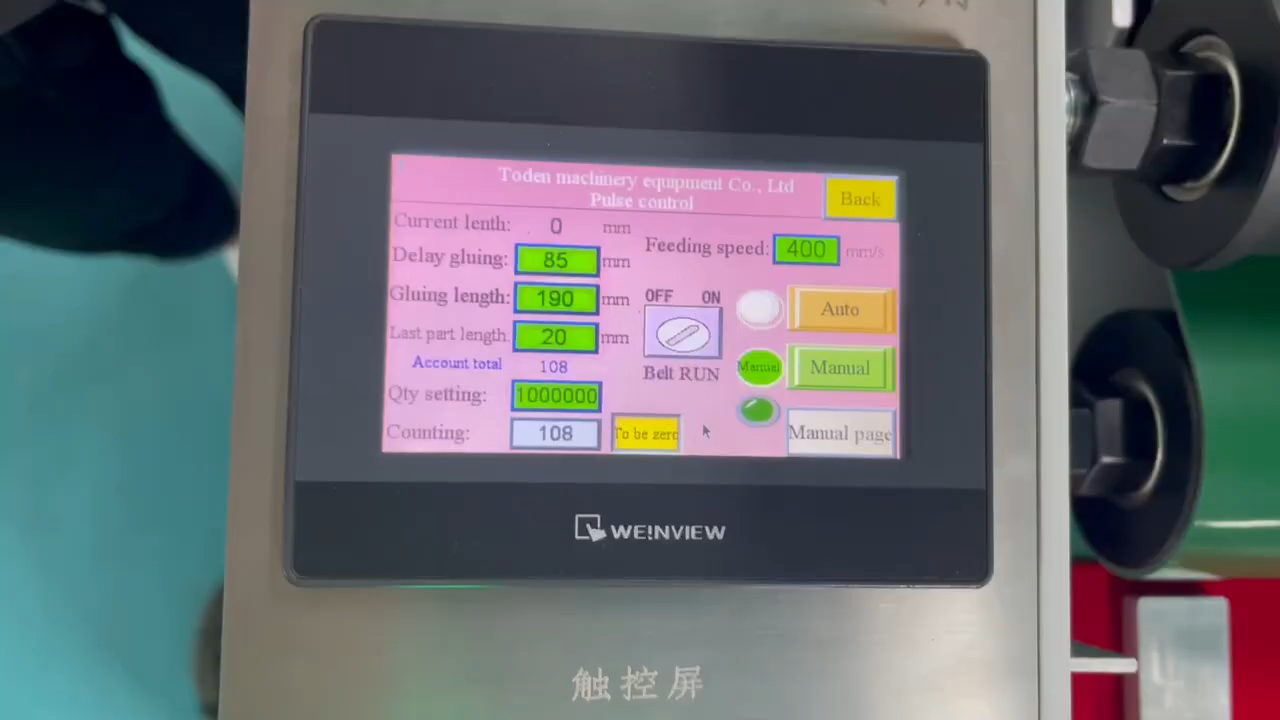 Toden machinery equipment Co., Ltd
Pulse control
Back
Current lenth: 0 mm
Feeding speed: 400 mm/s
Delay gluing: 85 mm
Gluing length: 190 mm
OFF ON
Auto
Last part length: 20 mm
Account total 108
Belt RUN
Manual
Manual
Qty setting: 1000000
Counting: 108
To be zero
Manual page
WEINVIEW
触控屏